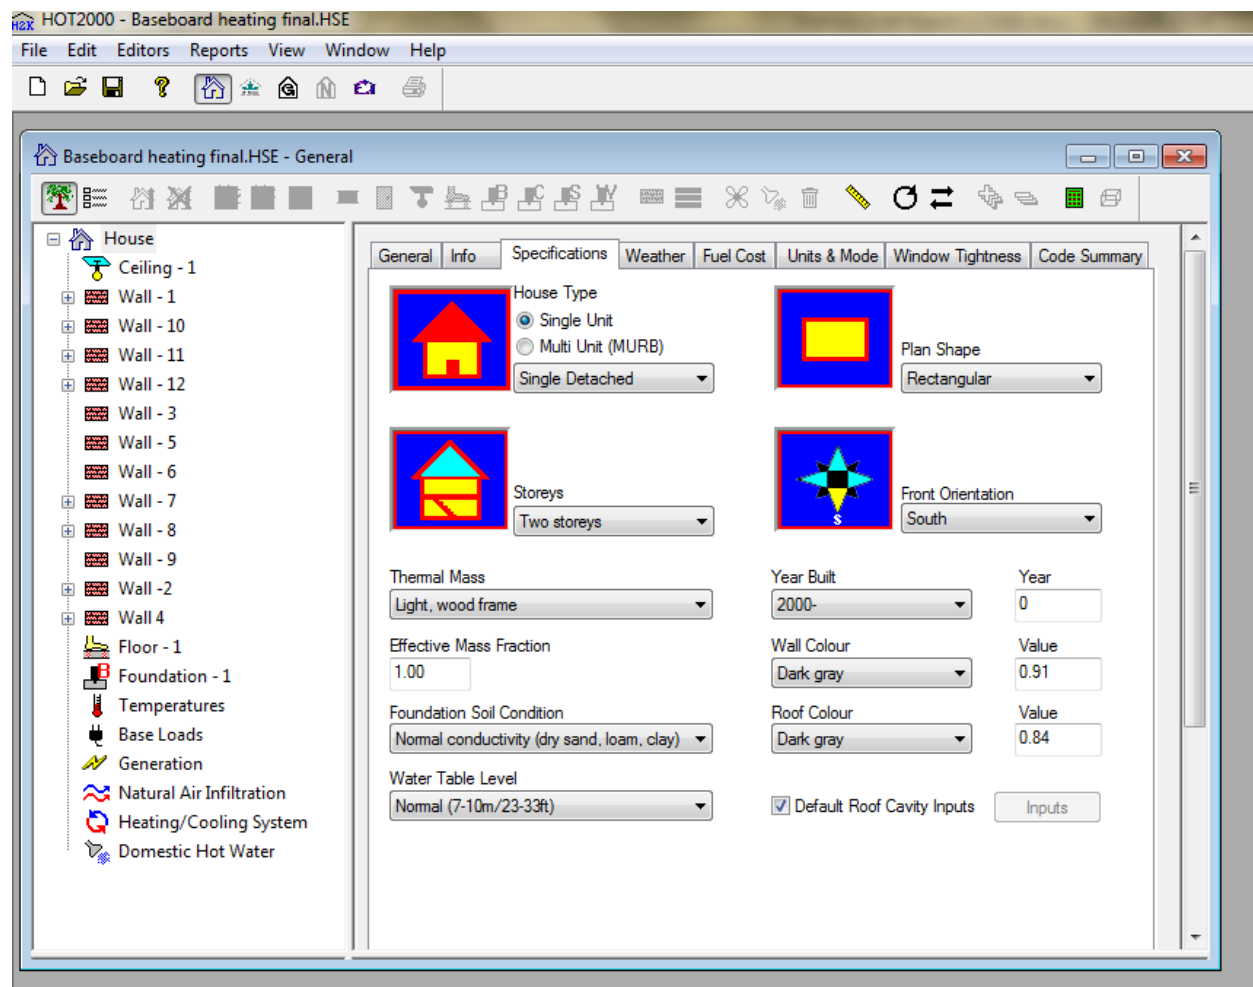 HOT2000 - Baseboard heating final.HSE
File Edit Editors Reports View Window Help
Baseboard heating final.HSE - General
House
Ceiling - 1
Wall - 1
Wall - 10
Wall - 11
Wall - 12
Wall - 3
Wall - 5
Wall - 6
Wall - 7
Wall - 8
Wall - 9
Wall -2
Wall 4
Floor - 1
Foundation - 1
Temperatures
Base Loads
Generation
Natural Air Infiltration
Heating/Cooling System
Domestic Hot Water
General Info Specifications Weather Fuel Cost Units & Mode Window Tightness Code Summary
House Type
Single Unit
Multi Unit (MURB)
Single Detached
Plan Shape
Rectangular
Storeys
Two storeys
S
Front Orientation
South
Thermal Mass
Light, wood frame
Year Built Year
2000- 0
Effective Mass Fraction
1.00
Wall Colour Value
Dark gray 0.91
Foundation Soil Condition
Normal conductivity (dry sand, loam, clay)
Roof Colour Value
Dark gray 0.84
Water Table Level
Normal (7-10m/23-33ft)
Default Roof Cavity Inputs Inputs